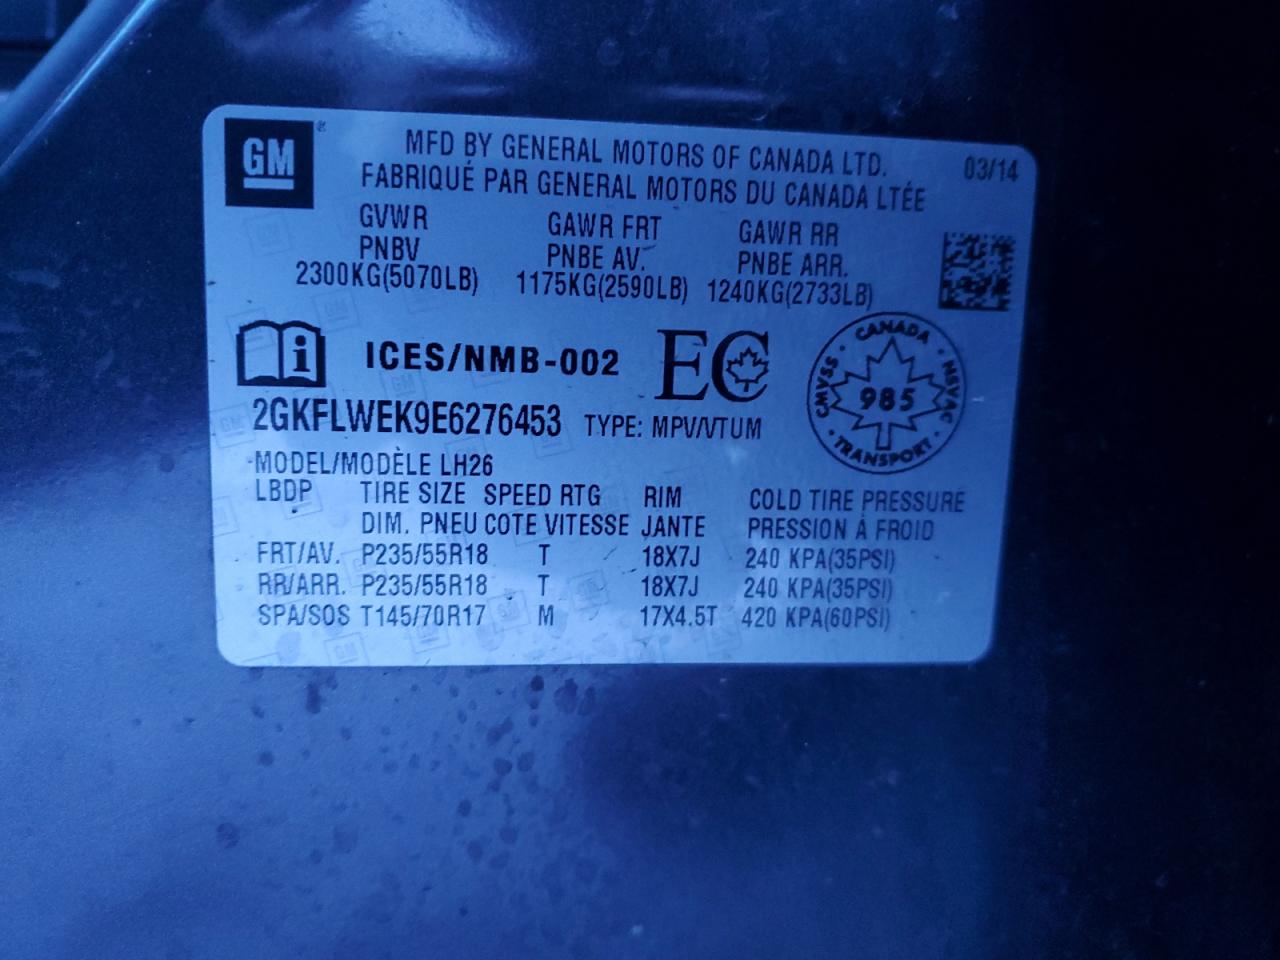 GM®
MFD BY GENERAL MOTORS OF CANADA LTD.
03/14
FABRIQUÉ PAR GENERAL MOTORS DU CANADA LTÉE
GVWR GAWR FRT GAWR RR
PNBV PNBE AV. PNBE ARR.
2300KG(5070LB) 1175KG(2590LB) 1240KG(2733LB)
i ICES/NMB-002 EC
CANADA
CMVSS · 985 · NSVAC
· TRANSPORT ·
2GKFLWEK9E6276453 TYPE: MPV/VTUM
MODEL/MODÈLE LH26
LBDP TIRE SIZE SPEED RTG RIM COLD TIRE PRESSURE
DIM. PNEU COTE VITESSE JANTE PRESSION À FROID
FRT/AV. P235/55R18 T 18X7J 240 KPA(35PSI)
RR/ARR. P235/55R18 T 18X7J 240 KPA(35PSI)
SPA/SOS T145/70R17 M 17X4.5T 420 KPA(60PSI)